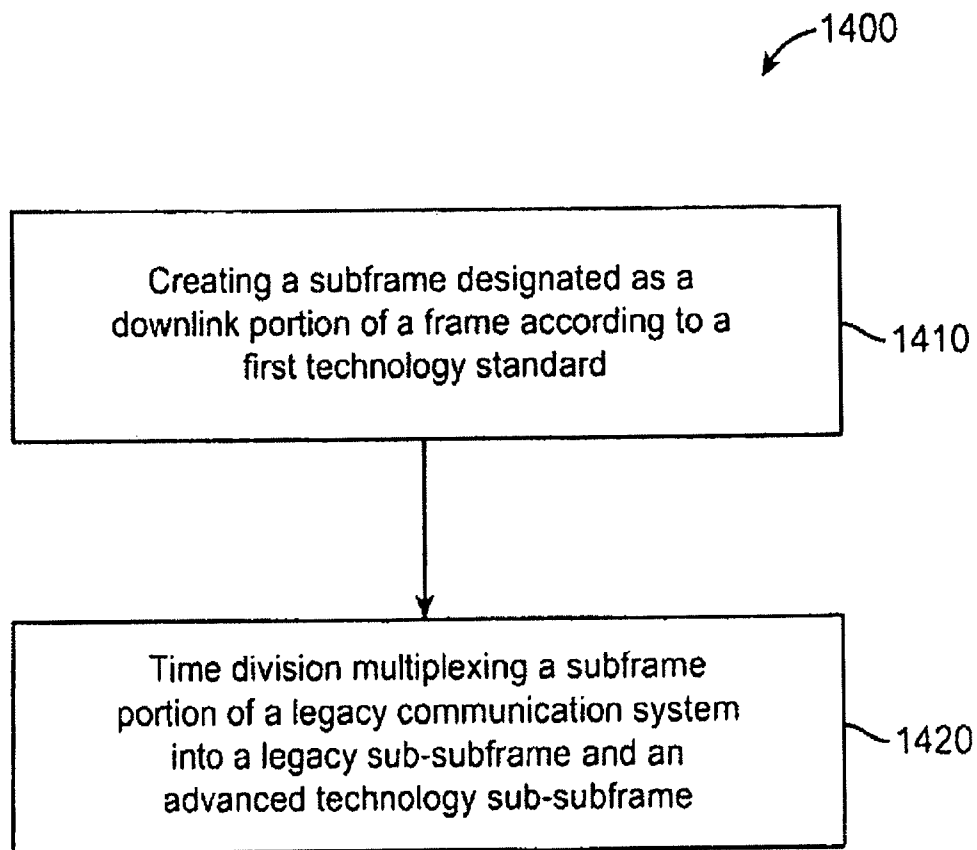 1400
Creating a subframe designated as a
downlink portion of a frame according to a
first technology standard
1410
Time division multiplexing a subframe
portion of a legacy communication system
into a legacy sub-subframe and an
advanced technology sub-subframe
1420